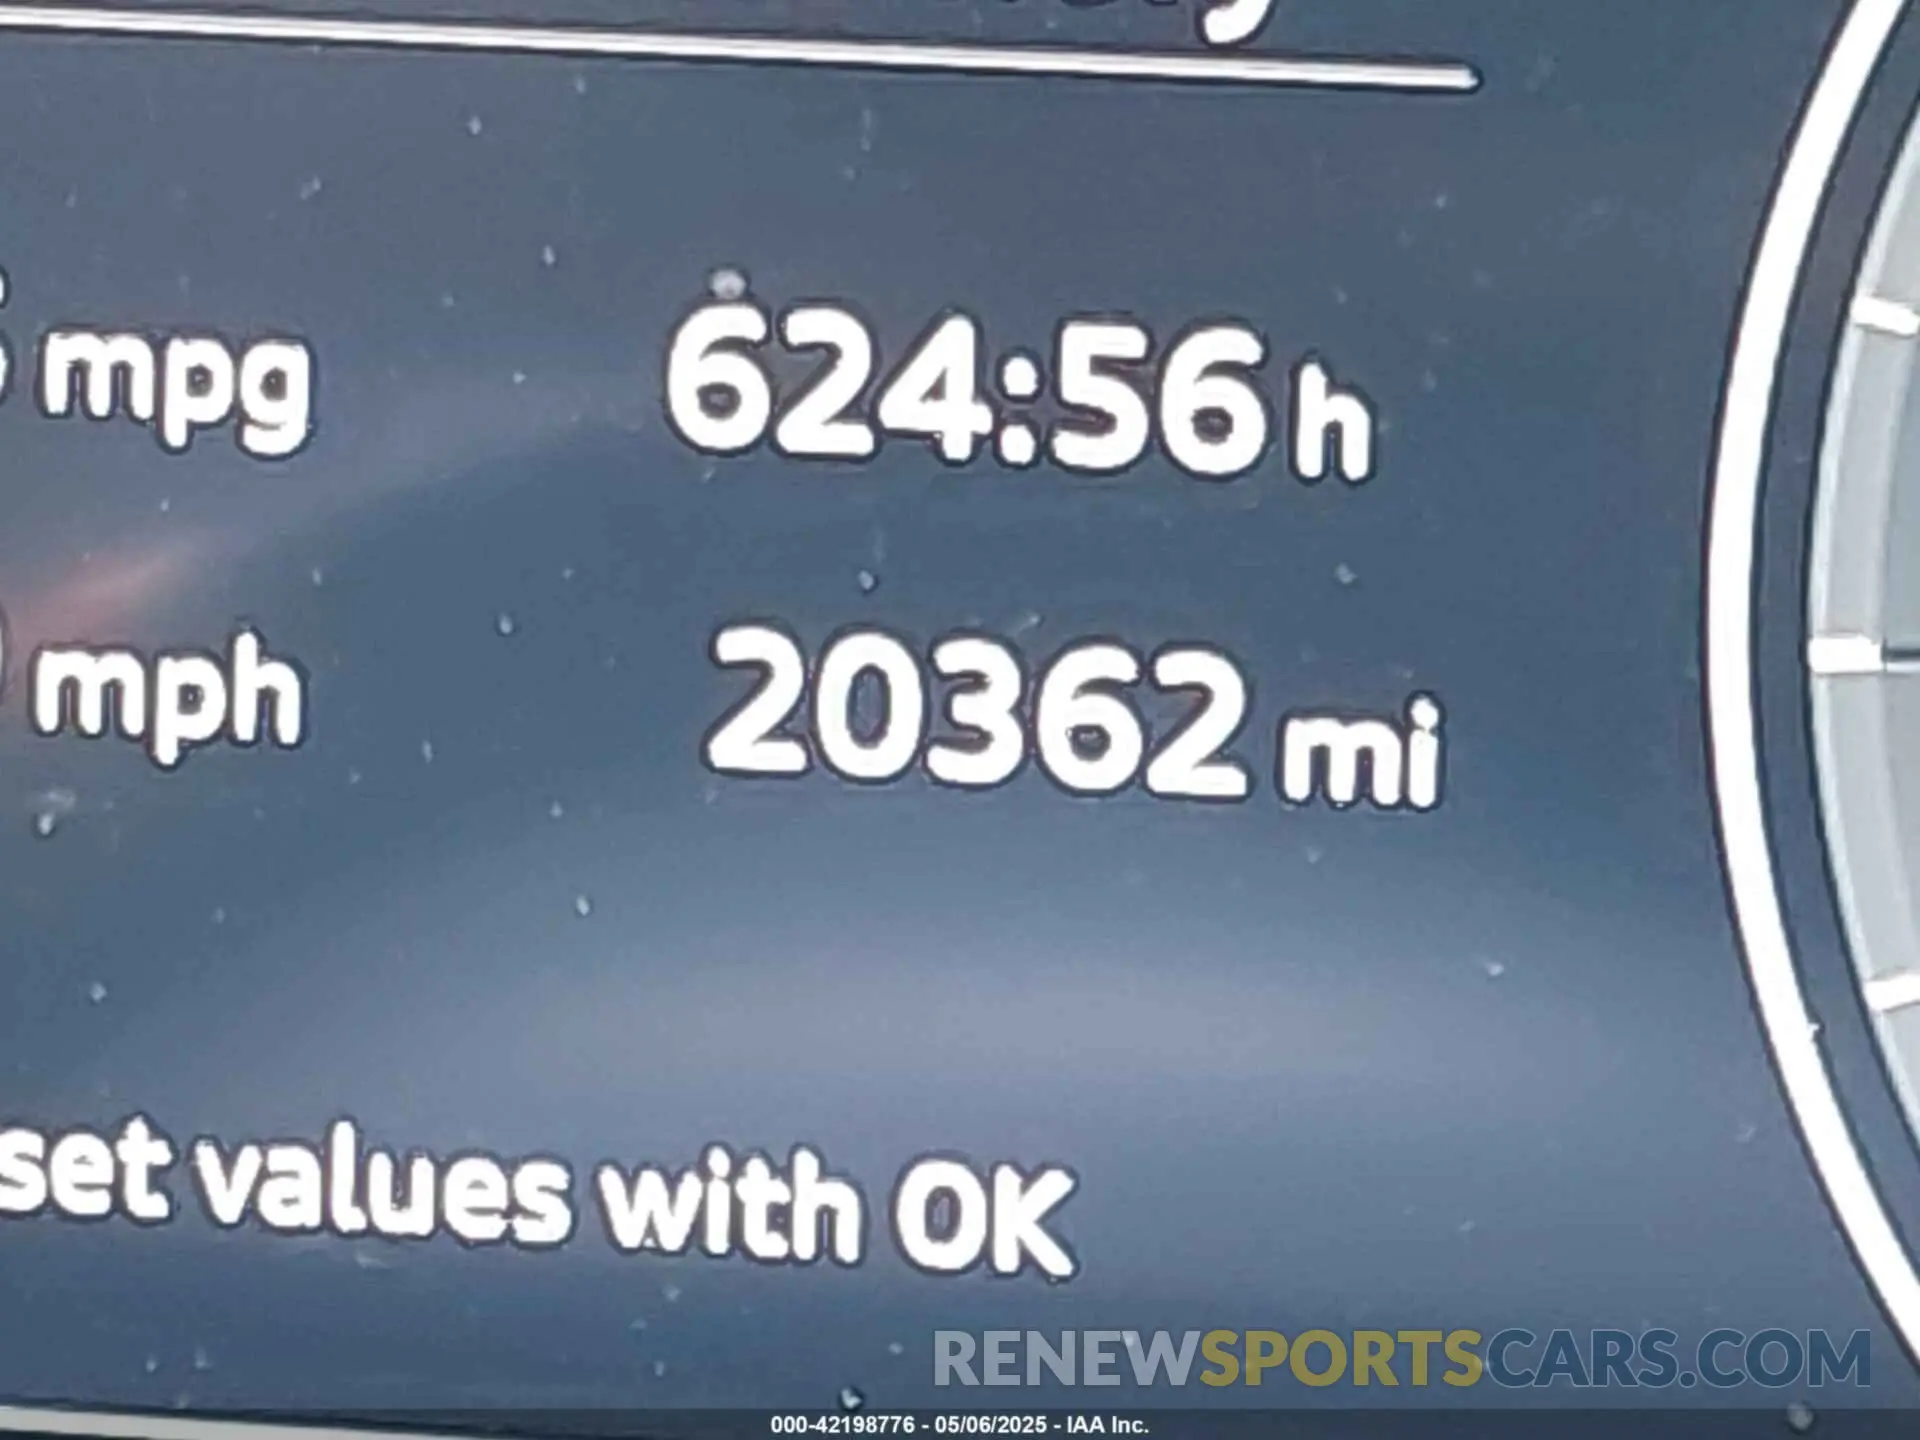 mpg 624:56 h
mph 20362 mi
set values with OK
RENEWSPORTSCARS.COM
000-42198776 - 05/06/2025 - IAA Inc.